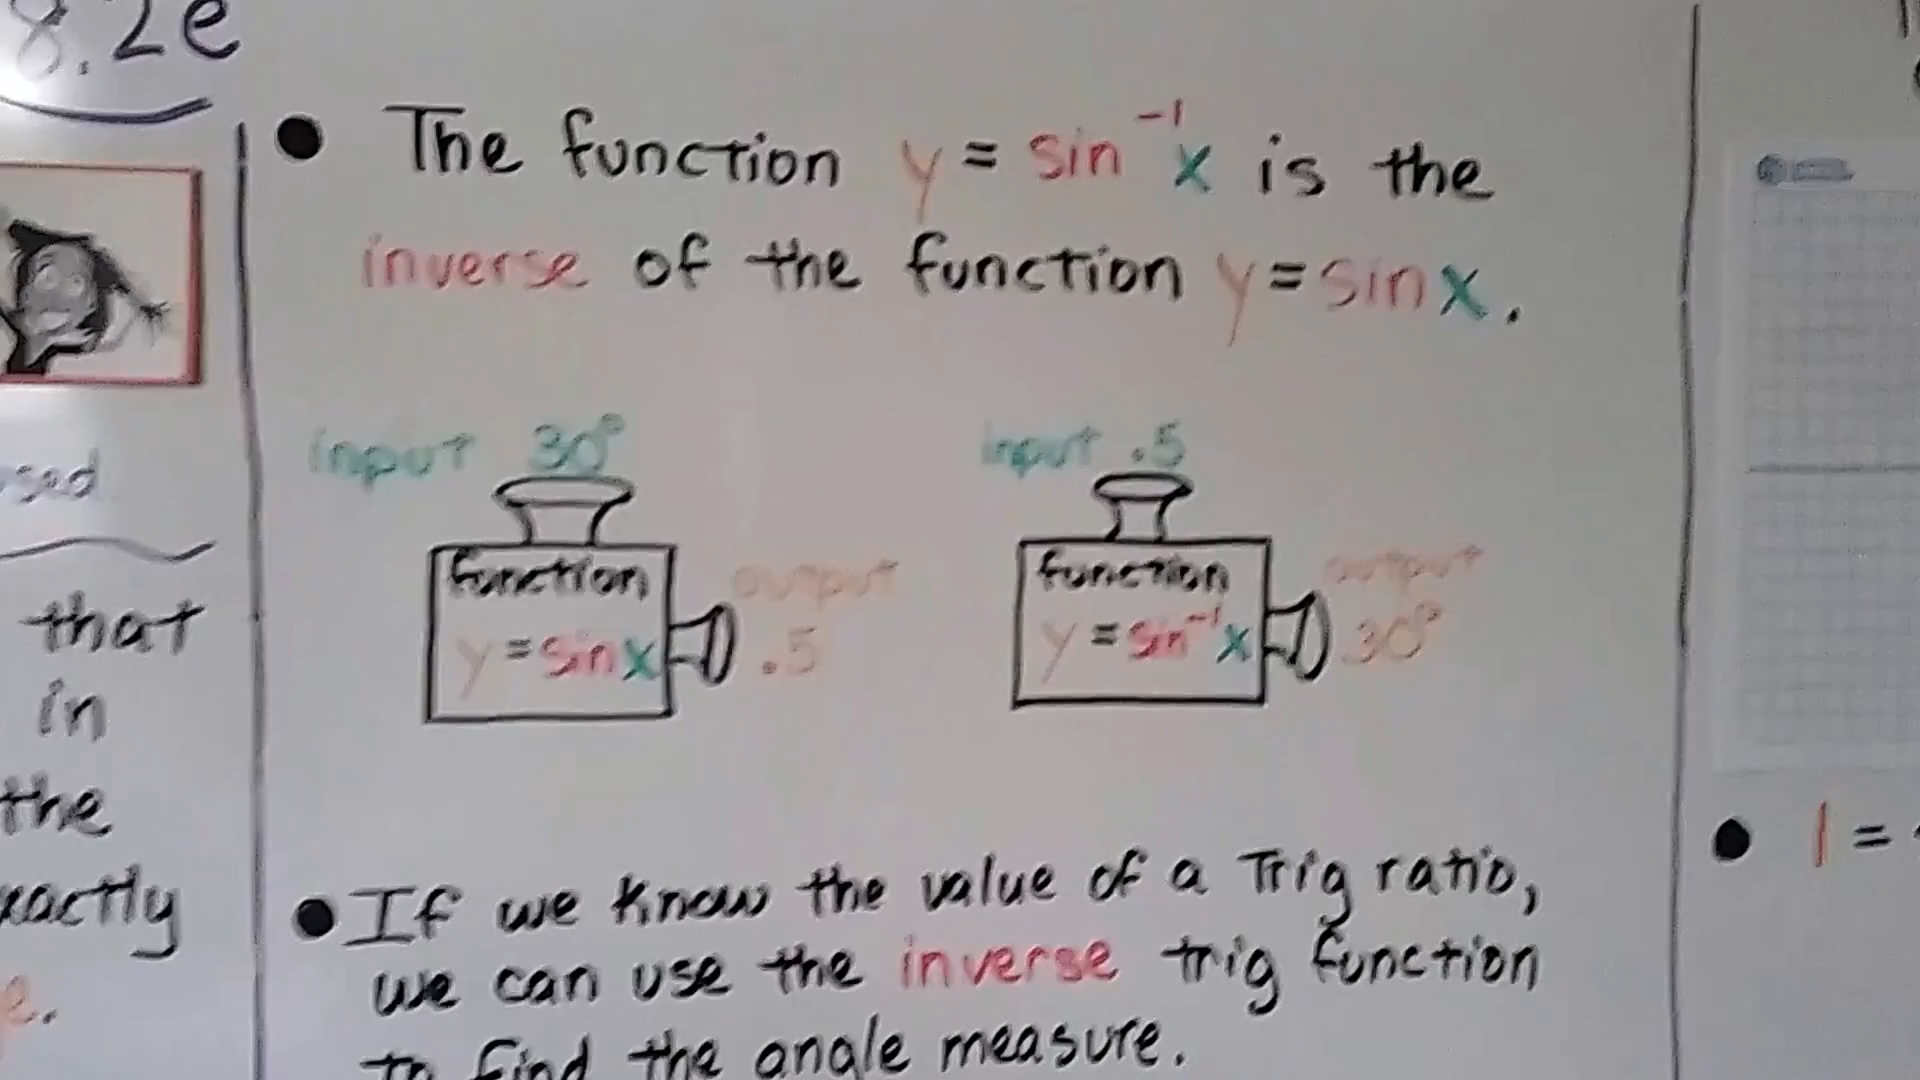 8.2e
• The function y = sin⁻¹x is the
inverse of the function y = sin x.
input 30°
function
y = sin x
output
.5
input .5
function
y = sin⁻¹x
output
30°
• If we know the value of a Trig ratio,
we can use the inverse trig function
to find the angle measure.
that
in
the
• 1 =